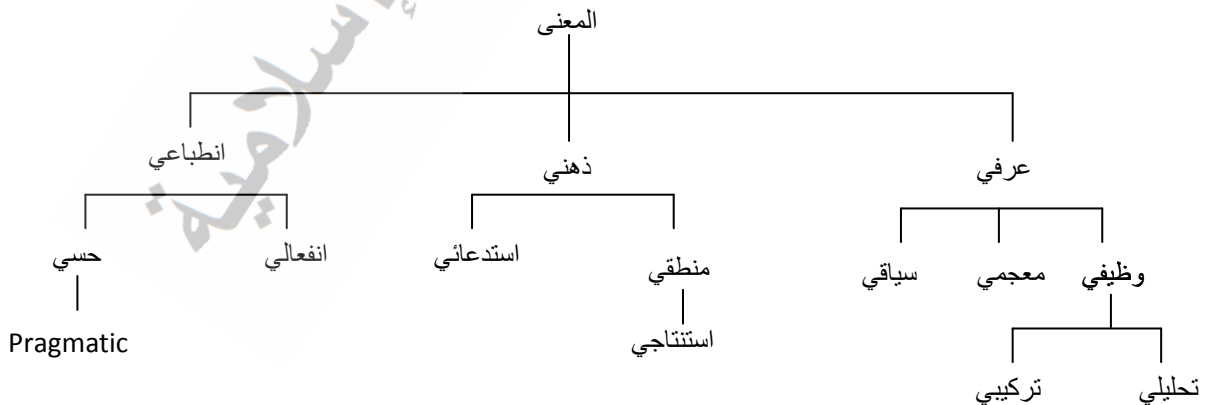 المعنى
عرفي ذهني انطباعي
وظيفي معجمي سياقي منطقي استدعائي انفعالي حسي
تحليلي تركيبي استنتاجي Pragmatic